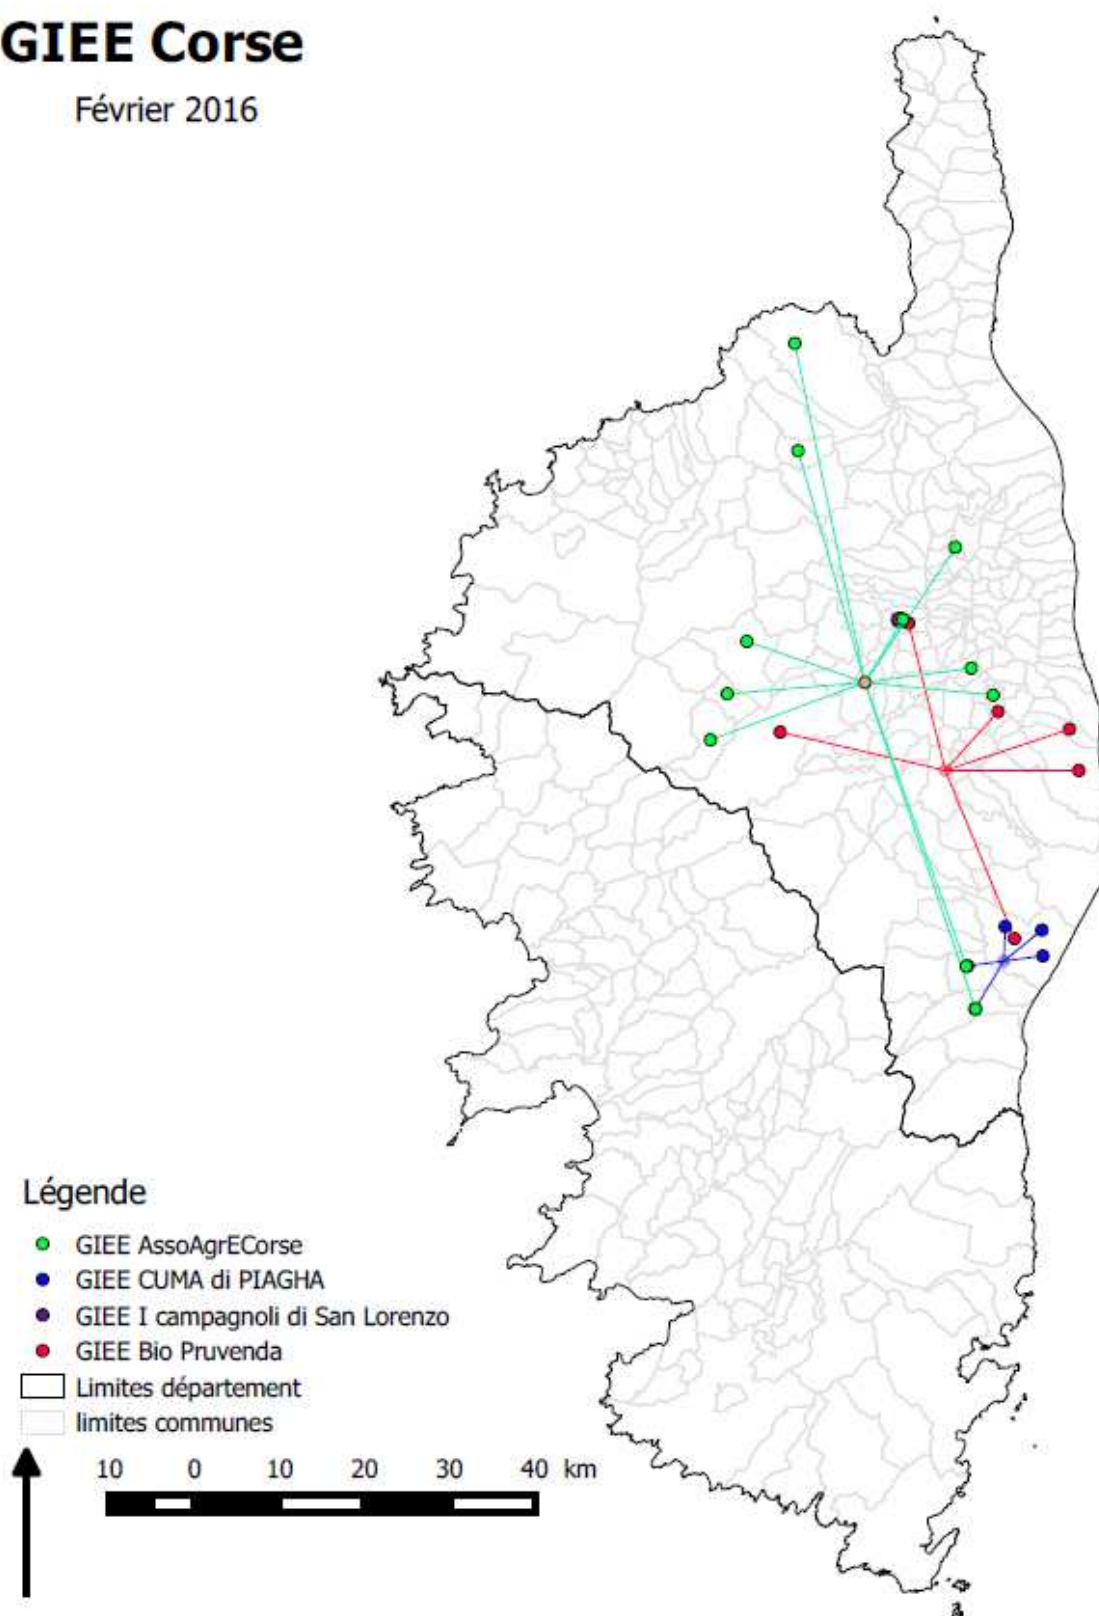 GIEE Corse
Février 2016
Légende
GIEE AssoAgrECorse
GIEE CUMA di PIAGHA
GIEE I campagnoli di San Lorenzo
GIEE Bio Pruvenda
Limites département
limites communes
10 0 10 20 30 40 km